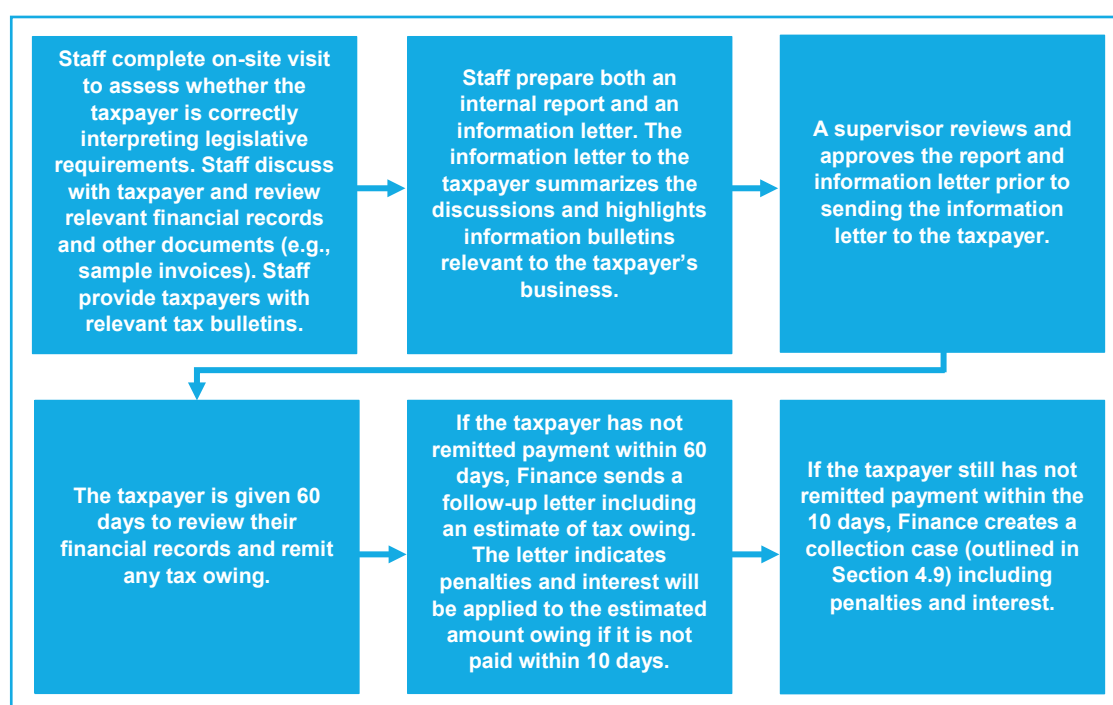 Staff complete on-site visit
to assess whether the
taxpayer is correctly
interpreting legislative
requirements. Staff discuss
with taxpayer and review
relevant financial records
and other documents (e.g.,
sample invoices). Staff
provide taxpayers with
relevant tax bulletins.
Staff prepare both an
internal report and an
information letter. The
information letter to the
taxpayer summarizes the
discussions and highlights
information bulletins
relevant to the taxpayer’s
business.
A supervisor reviews and
approves the report and
information letter prior to
sending the information
letter to the taxpayer.
The taxpayer is given 60
days to review their
financial records and remit
any tax owing.
If the taxpayer has not
remitted payment within 60
days, Finance sends a
follow-up letter including
an estimate of tax owing.
The letter indicates
penalties and interest will
be applied to the estimated
amount owing if it is not
paid within 10 days.
If the taxpayer still has not
remitted payment within the
10 days, Finance creates a
collection case (outlined in
Section 4.9) including
penalties and interest.